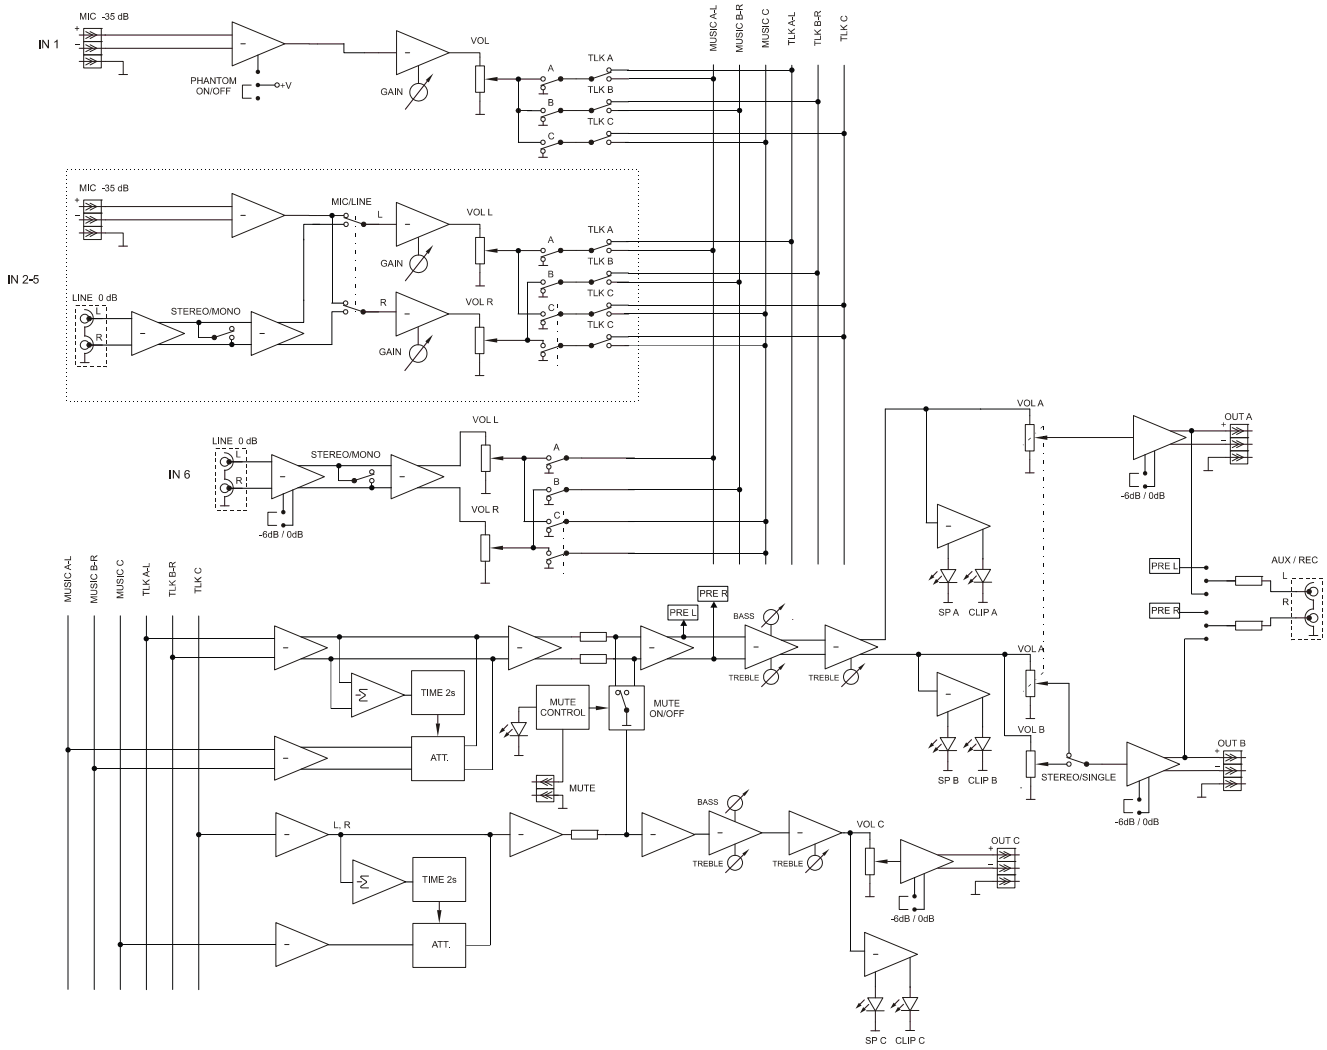 MIC -35 dB
+
−
IN 1
PHANTOM
ON/OFF
+V
GAIN
VOL
A
B
C
TLK A
TLK B
TLK C
MUSIC A-L
MUSIC B-R
MUSIC C
TLK A-L
TLK B-R
TLK C
MIC -35 dB
+
−
IN 2-5
LINE 0 dB
L
R
STEREO/MONO
MIC/LINE
L
R
GAIN
GAIN
VOL L
VOL R
A
B
C
TLK A
TLK B
TLK C
TLK C
IN 6
LINE 0 dB
L
R
-6dB / 0dB
STEREO/MONO
VOL L
VOL R
A
B
C
MUSIC A-L
MUSIC B-R
MUSIC C
TLK A-L
TLK B-R
TLK C
Σ
TIME 2s
ATT.
MUTE
CONTROL
MUTE
ON/OFF
MUTE
PRE L
PRE R
BASS
TREBLE
TREBLE
VOL A
SP A
CLIP A
VOL A
SP B
CLIP B
VOL B
STEREO/SINGLE
-6dB / 0dB
OUT A
+
−
PRE L
PRE R
AUX / REC
L
R
OUT B
+
−
-6dB / 0dB
L, R
Σ
TIME 2s
ATT.
BASS
TREBLE
TREBLE
VOL C
-6dB / 0dB
OUT C
+
−
SP C
CLIP C